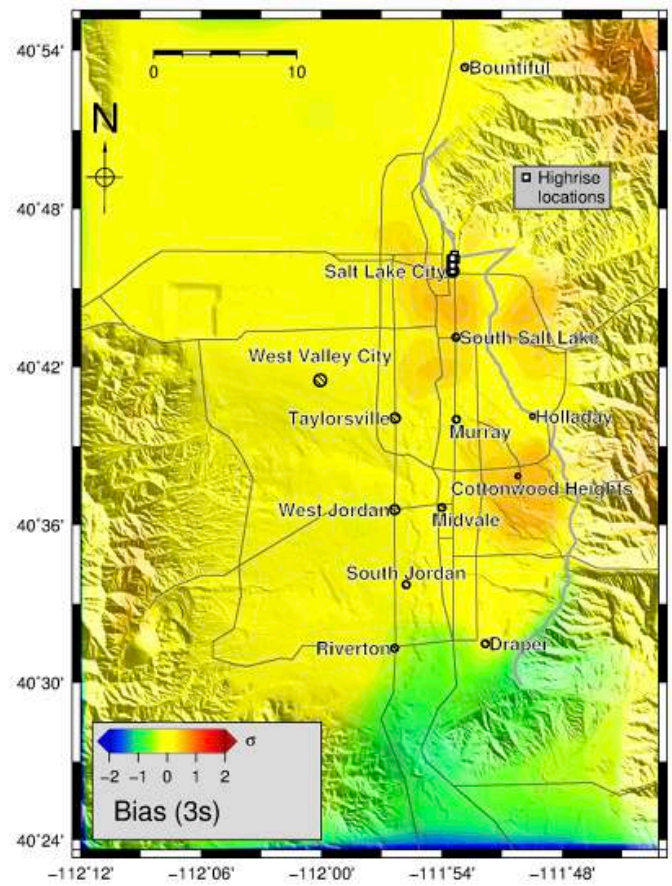 40˚54'
0 10
Bountiful
N
40˚48'
Highrise
locations
Salt Lake City
40˚42'
South Salt Lake
West Valley City
Taylorsville
Holladay
Murray
Cottonwood Heights
40˚36'
West Jordan
Midvale
South Jordan
Riverton
Draper
40˚30'
σ
−2 −1 0 1 2
Bias (3s)
40˚24'
−112˚12' −112˚06' −112˚00' −111˚54' −111˚48'